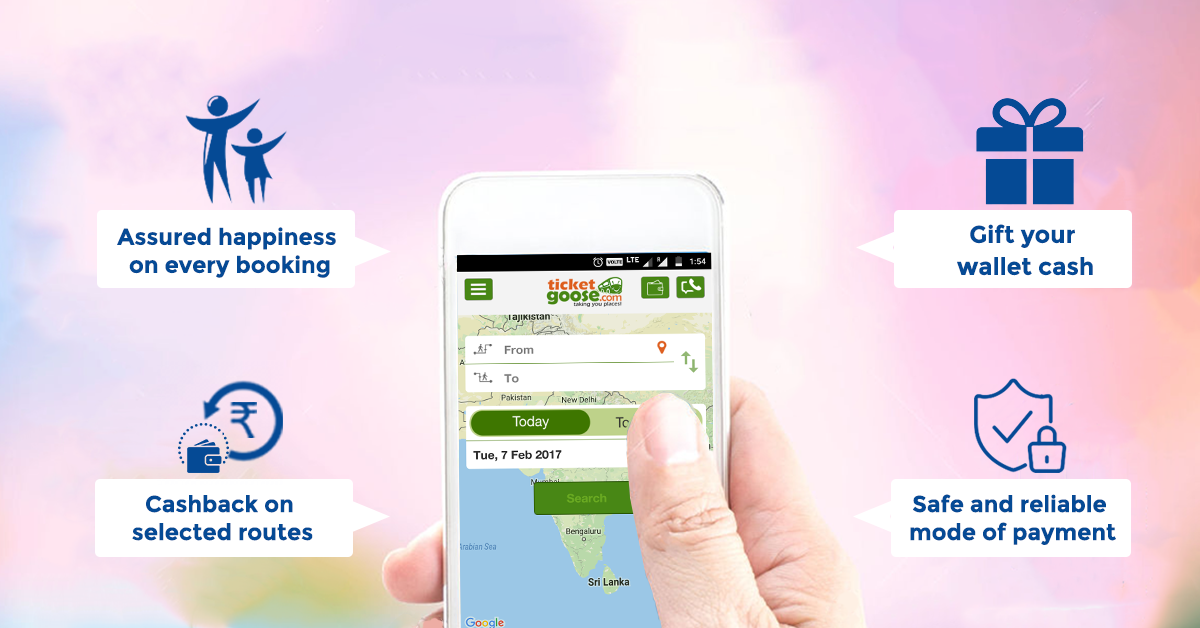 Assured happiness
on every booking
Gift your
wallet cash
Cashback on
selected routes
Safe and reliable
mode of payment
VOLTE LTE R 1:54
ticket
goose.com
taking you places!
Tajikistan
From
To
Pakistan
New Delhi
Today
To
Tue, 7 Feb 2017
Mumbai
Search
Bengaluru
Arabian Sea
Sri Lanka
Google